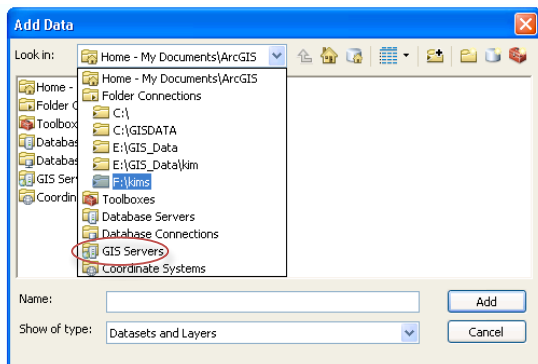 Add Data
Look in:
Home - My Documents\ArcGIS
Home - My Documents\ArcGIS
Folder Connections
C:\
C:\GISDATA
E:\GIS_Data
E:\GIS_Data\kim
F:\kims
Toolboxes
Database Servers
Database Connections
GIS Servers
Coordinate Systems
Home -
Folder C
Toolbox
Databas
Databas
GIS Ser
Coordin
Name:
Add
Show of type:
Datasets and Layers
Cancel